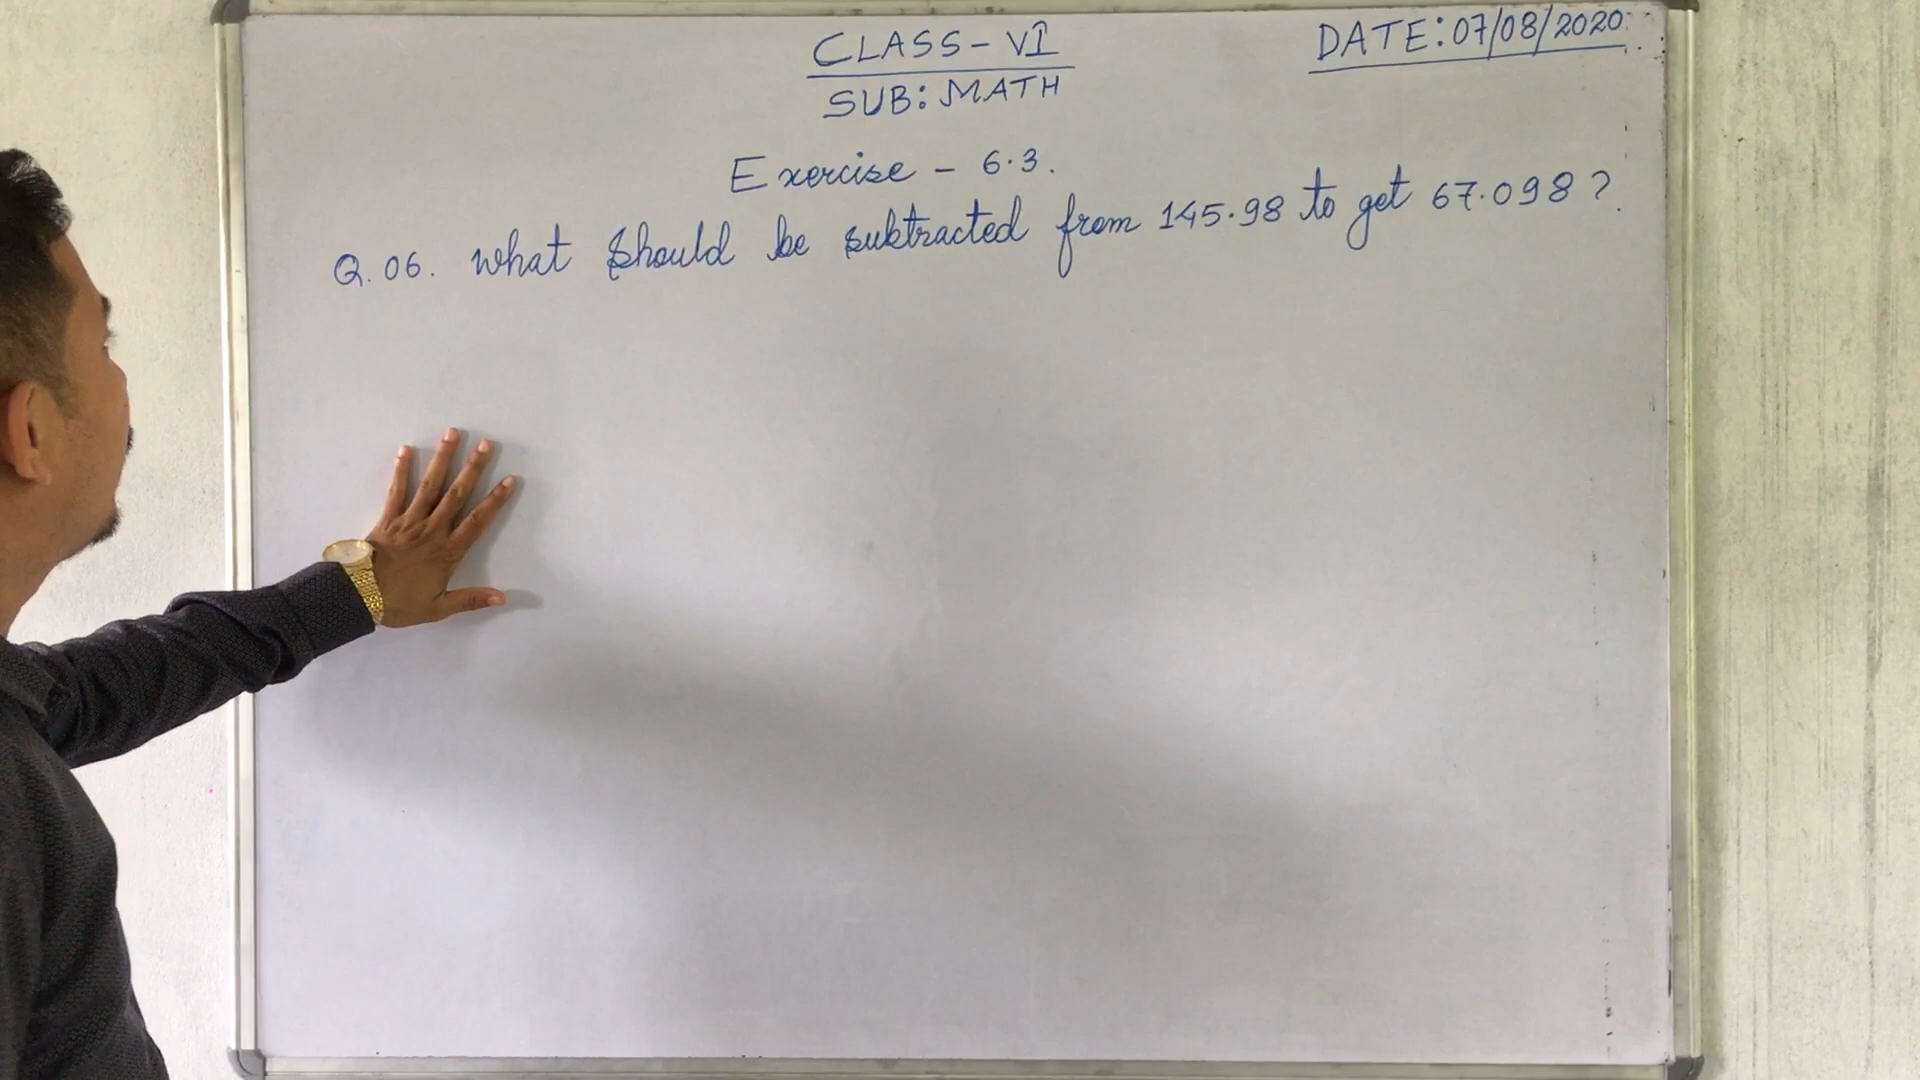 CLASS - VI
DATE: 07/08/2020
SUB: MATH
Exercise - 6.3.
Q. 06. what should be subtracted from 145.98 to get 67.098?